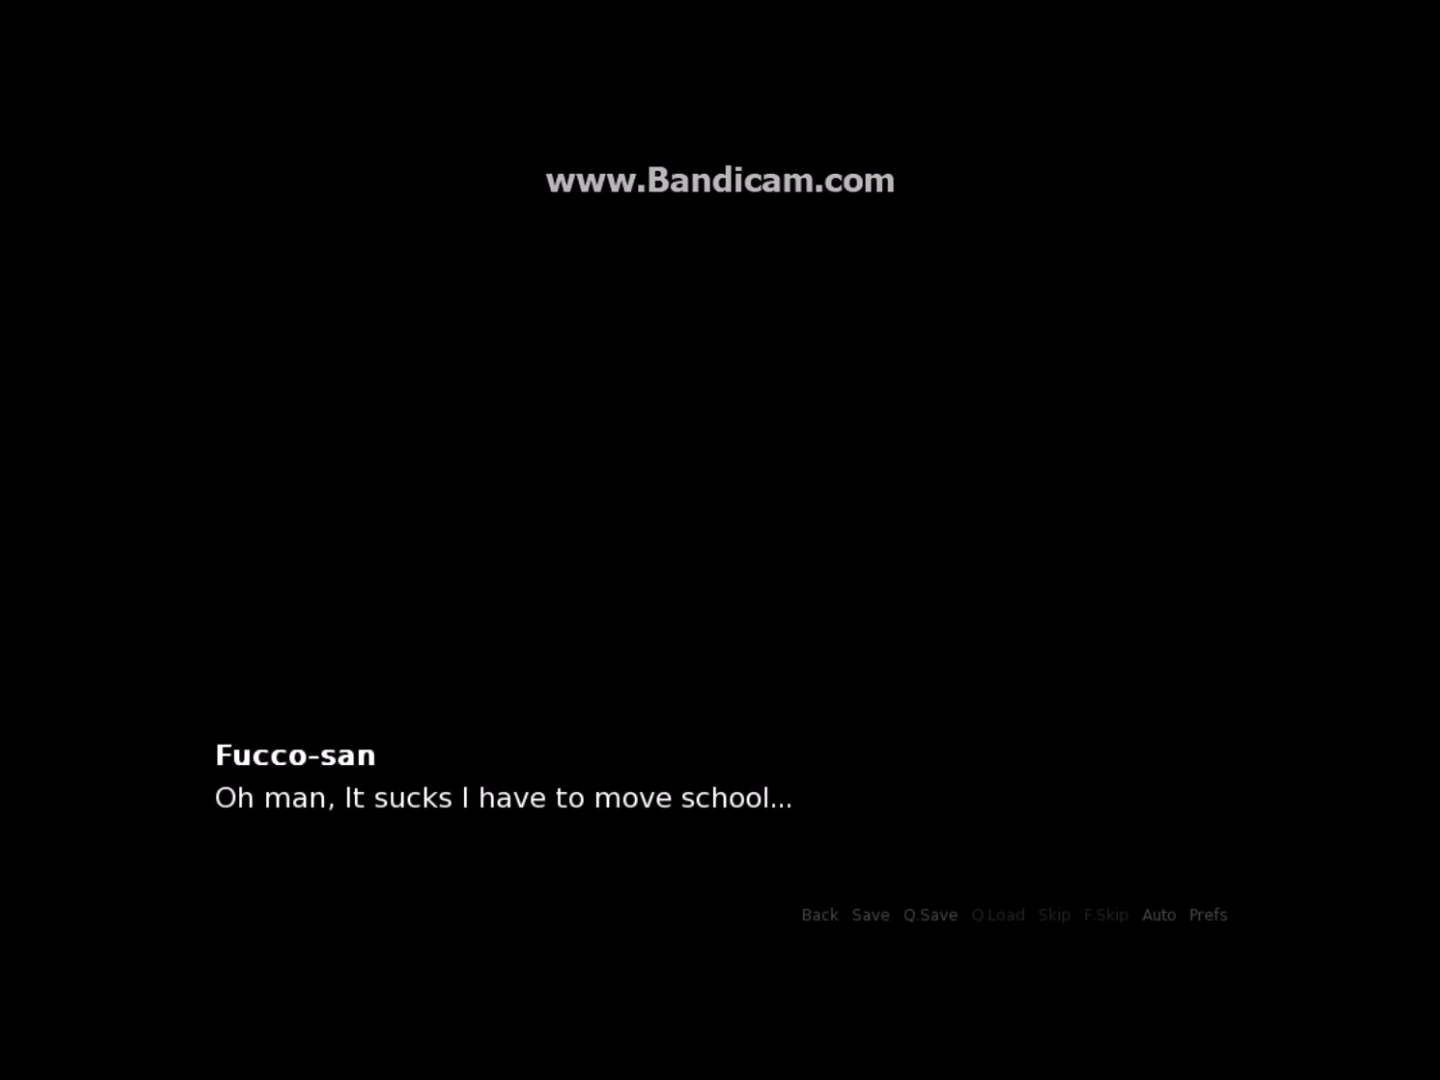 www.Bandicam.com
Fucco-san
Oh man, It sucks I have to move school...
Back Save Q.Save Q.Load Skip F.Skip Auto Prefs